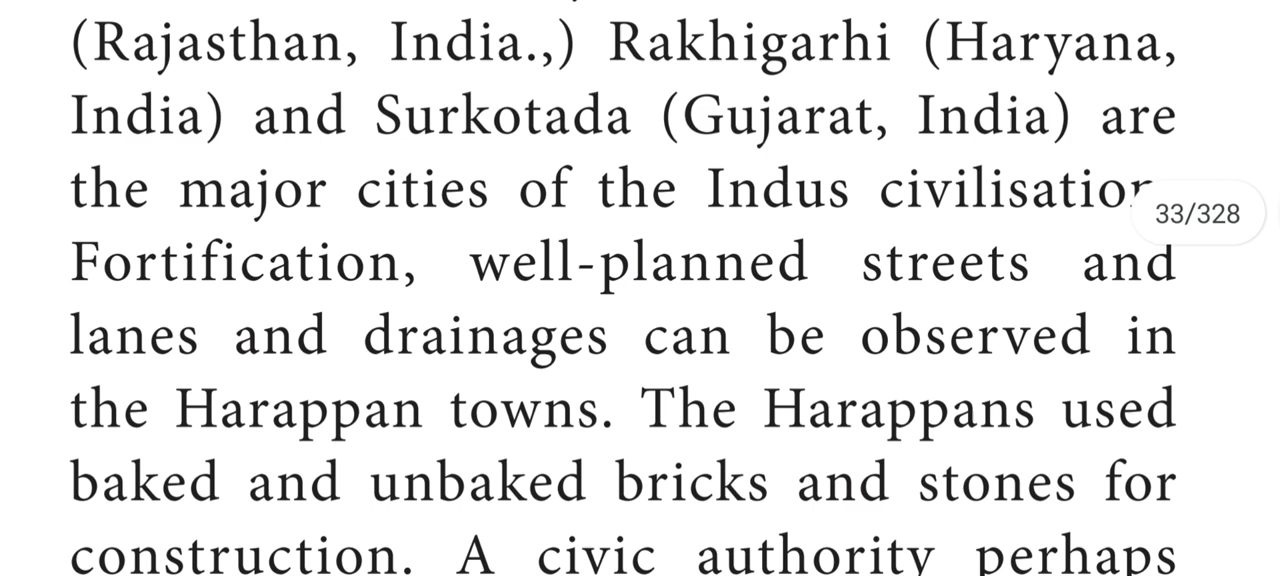 (Rajasthan, India.,) Rakhigarhi (Haryana,
India) and Surkotada (Gujarat, India) are
the major cities of the Indus civilisation
33/328
Fortification, well-planned streets and
lanes and drainages can be observed in
the Harappan towns. The Harappans used
baked and unbaked bricks and stones for
construction. A civic authority perhaps